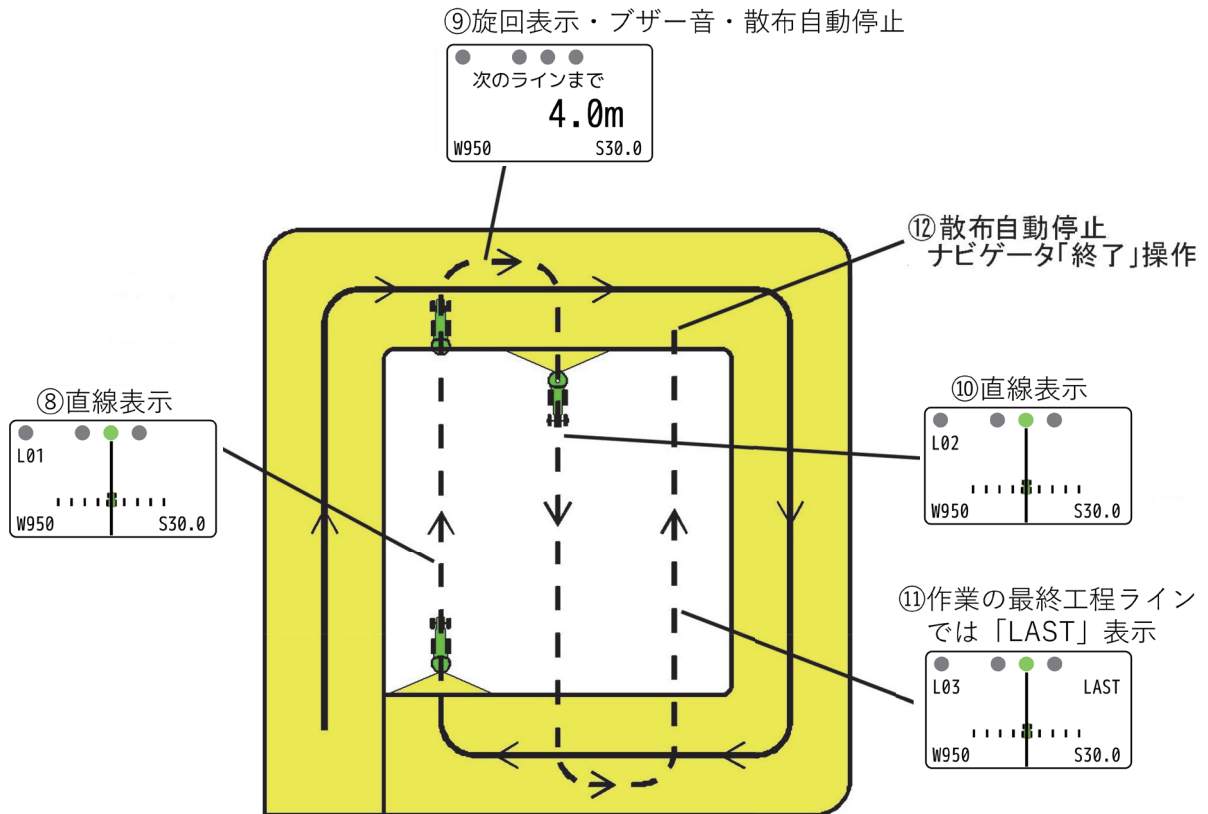 ⑨旋回表示・ブザー音・散布自動停止
次のラインまで
4.0m
W950 S30.0
⑫散布自動停止
ナビゲータ「終了」操作
⑧直線表示
L01
W950 S30.0
⑩直線表示
L02
W950 S30.0
⑪作業の最終工程ライン
では「LAST」表示
L03 LAST
W950 S30.0